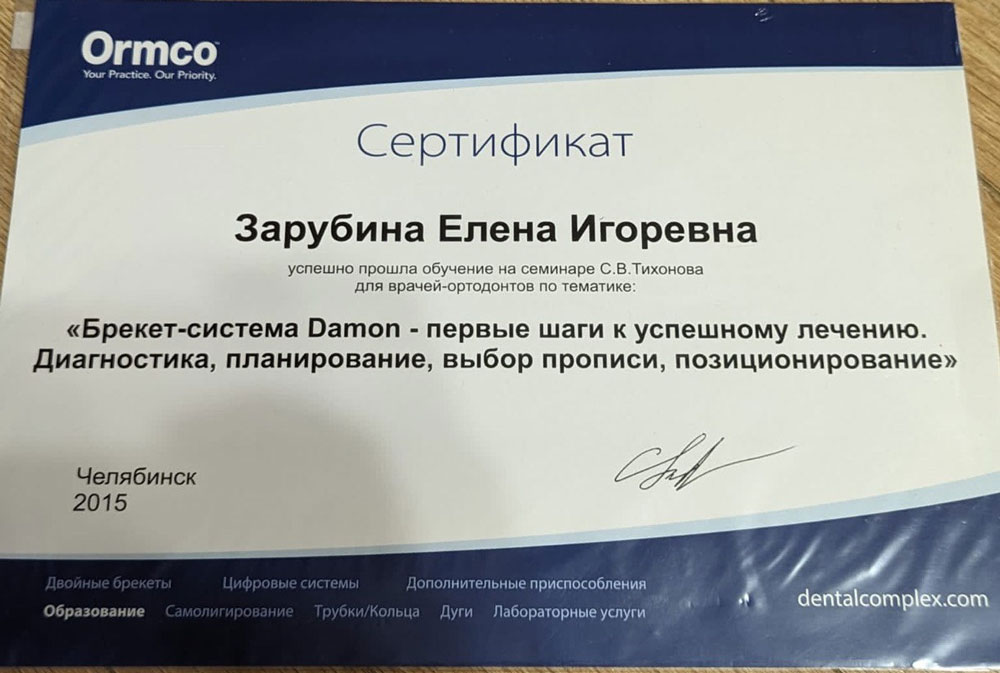 Ormco
Your Practice. Our Priority.
Сертификат
Зарубина Елена Игоревна
успешно прошла обучение на семинаре С.В.Тихонова
для врачей-ортодонтов по тематике:
«Брекет-система Damon - первые шаги к успешному лечению.
Диагностика, планирование, выбор прописи, позиционирование»
Челябинск
2015
Двойные брекеты Цифровые системы Дополнительные приспособления
Образование Самолигирование Трубки/Кольца Дуги Лабораторные услуги
dentalcomplex.com